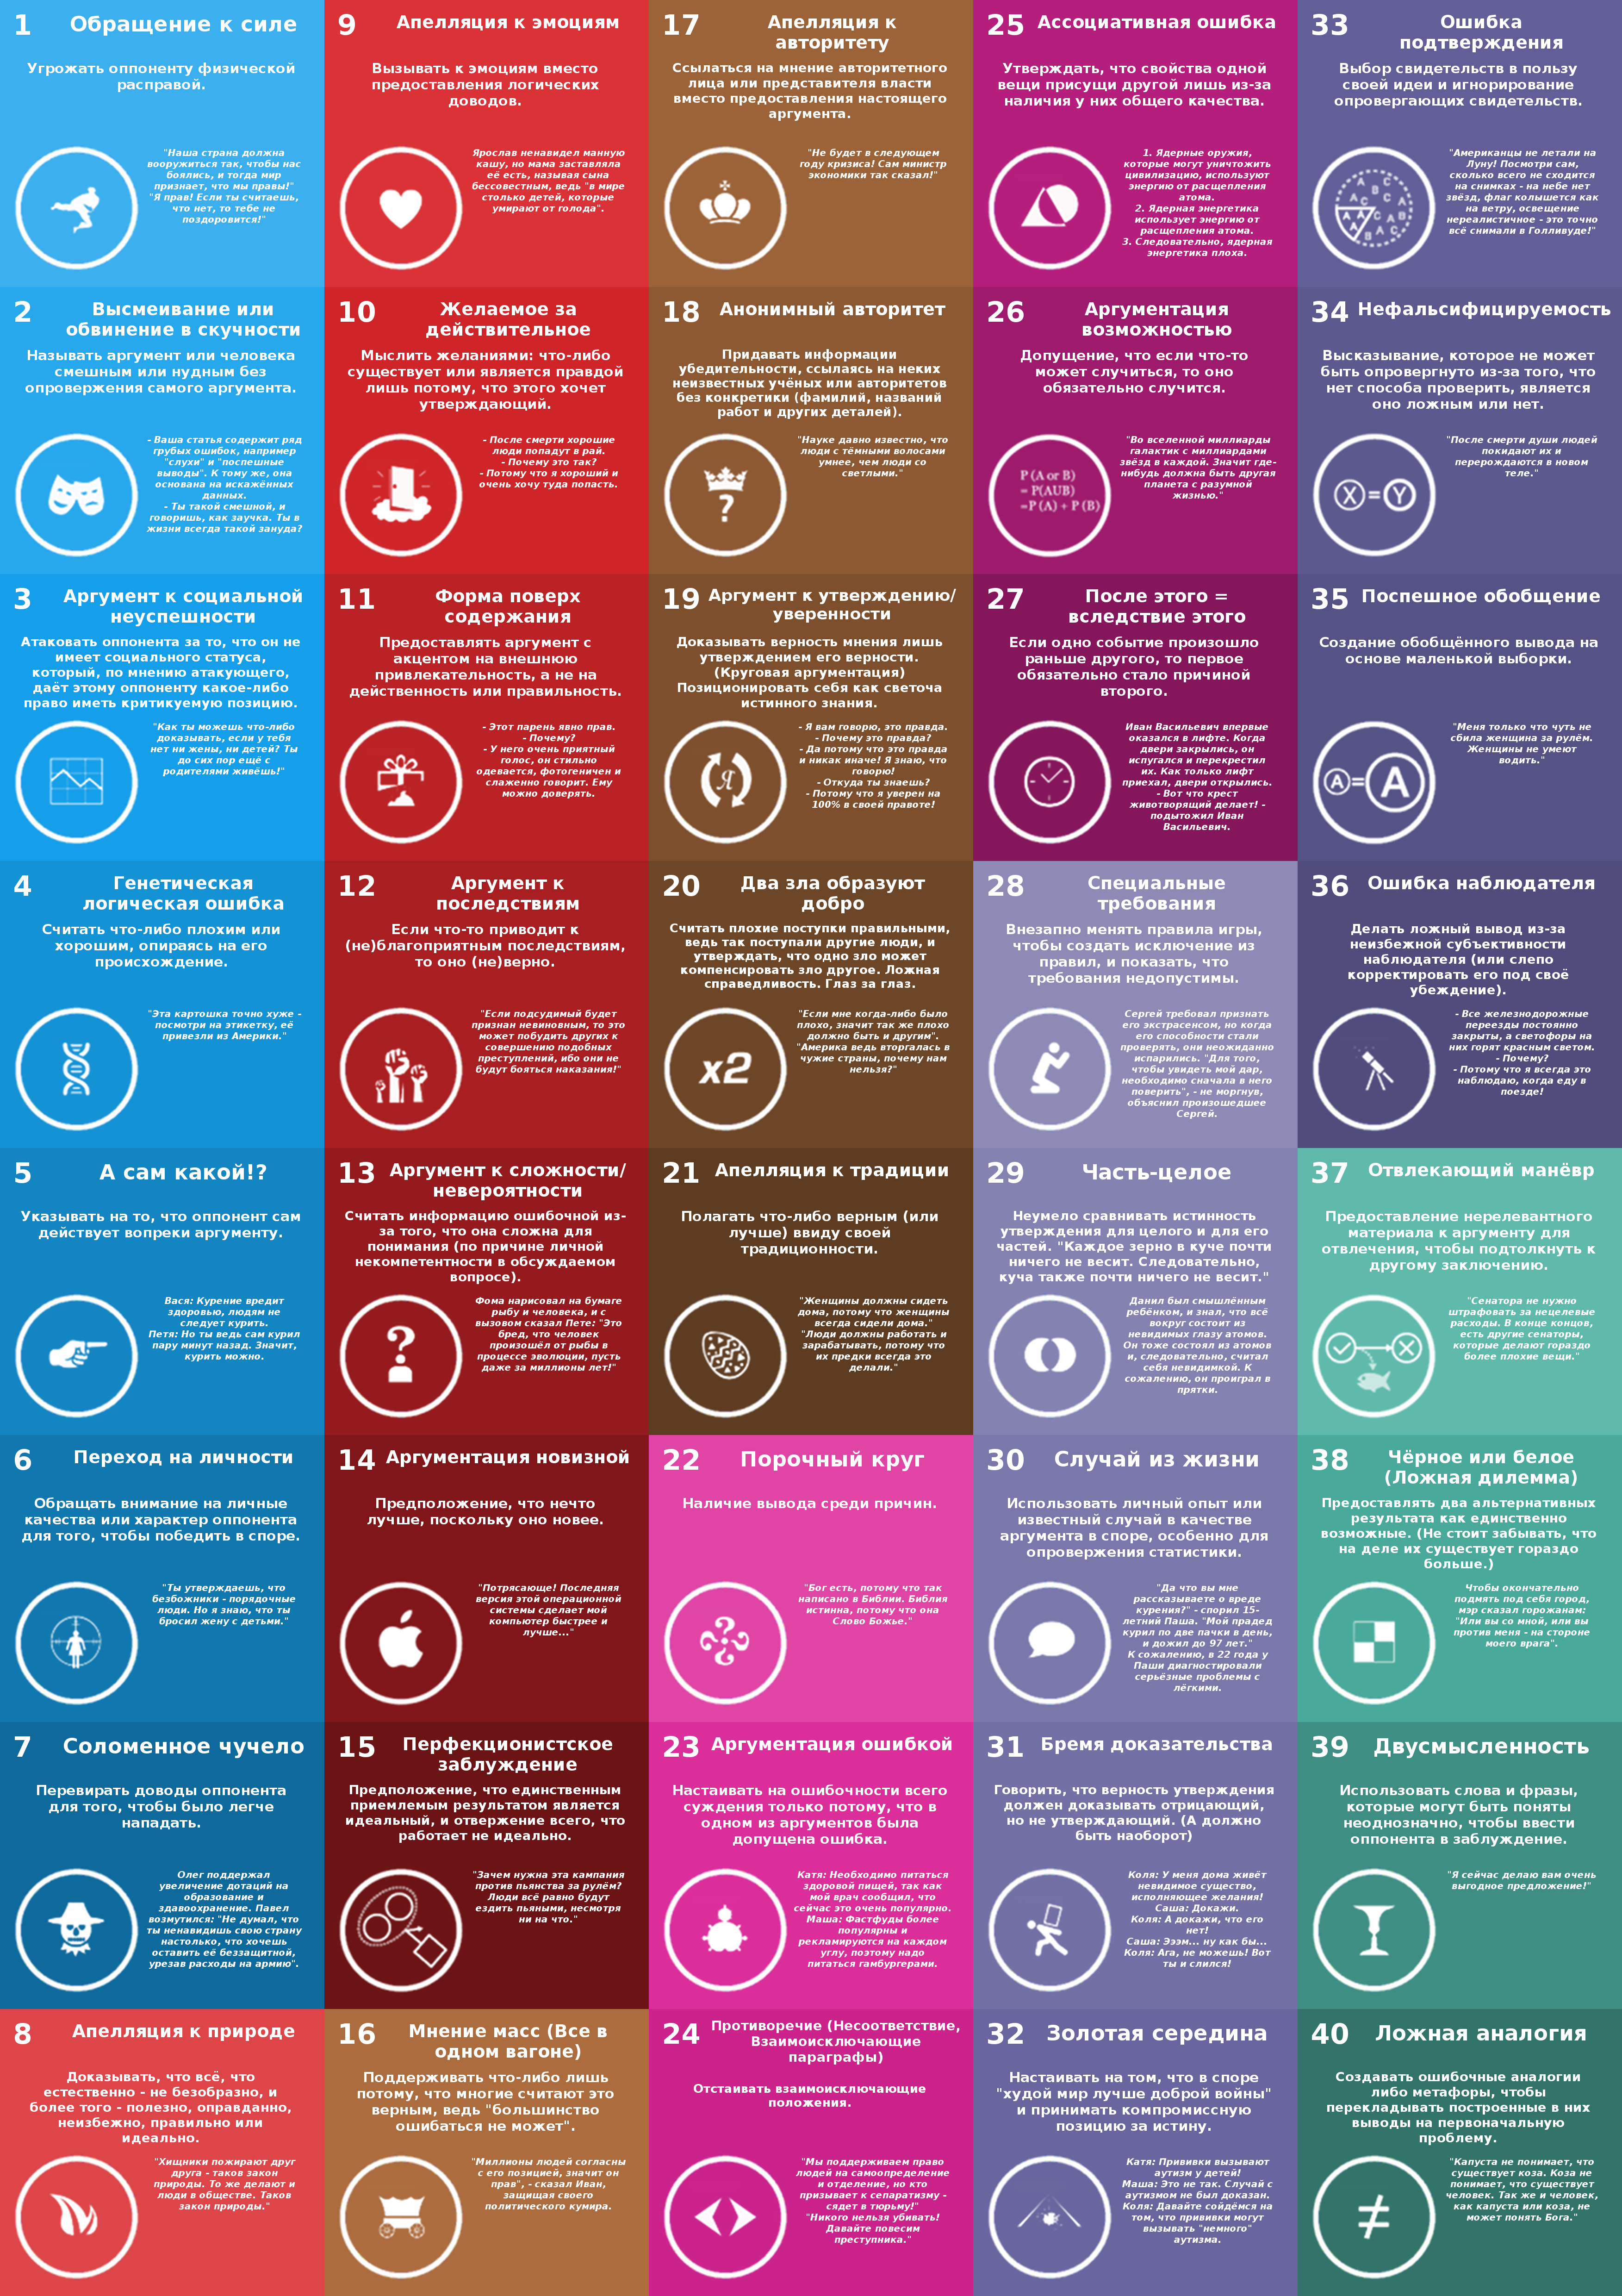 1
Обращение к силе
Угрожать оппоненту физической
расправой.
"Наша страна должна
вооружиться так, чтобы нас
боялись, и тогда мир
признает, что мы правы!"
"Я прав! Если ты считаешь,
что нет, то тебе не
поздоровится!"
2
Высмеивание или
обвинение в скучности
Называть аргумент или человека
смешным или нудным без
опровержения самого аргумента.
- Ваша статья содержит ряд
грубых ошибок, например
"слухи" и "поспешные
выводы". К тому же, она
основана на искажённых
данных.
- Ты такой смешной, и
говоришь, как заучка. Ты в
жизни всегда такой зануда?
3
Аргумент к социальной
неуспешности
Атаковать оппонента за то, что он не
имеет социального статуса,
который, по мнению атакующего,
даёт этому оппоненту какое-либо
право иметь критикуемую позицию.
"Как ты можешь что-либо
доказывать, если у тебя
нет ни жены, ни детей? Ты
до сих пор ещё с
родителями живёшь!"
4
Генетическая
логическая ошибка
Считать что-либо плохим или
хорошим, опираясь на его
происхождение.
"Эта картошка точно хуже -
посмотри на этикетку, её
привезли из Америки."
5
А сам какой!?
Указывать на то, что оппонент сам
действует вопреки аргументу.
Вася: Курение вредит
здоровью, людям не
следует курить.
Петя: Но ты ведь сам курил
пару минут назад. Значит,
курить можно.
6
Переход на личности
Обращать внимание на личные
качества или характер оппонента
для того, чтобы победить в споре.
"Ты утверждаешь, что
безбожники - порядочные
люди. Но я знаю, что ты
бросил жену с детьми."
7
Соломенное чучело
Перевирать доводы оппонента
для того, чтобы было легче
нападать.
Олег поддержал
увеличение дотаций на
образование и
здавоохранение. Павел
возмутился: "Не думал, что
ты ненавидишь свою страну
настолько, что хочешь
оставить её беззащитной,
урезав расходы на армию".
8
Апелляция к природе
Доказывать, что всё, что
естественно - не безобразно, и
более того - полезно, оправданно,
неизбежно, правильно или
идеально.
"Хищники пожирают друг
друга - таков закон
природы. То же делают и
люди в обществе. Таков
закон природы."
9
Апелляция к эмоциям
Вызывать к эмоциям вместо
предоставления логических
доводов.
Ярослав ненавидел манную
кашу, но мама заставляла
её есть, называя сына
бессовестным, ведь "в мире
столько детей, которые
умирают от голода".
10
Желаемое за
действительное
Мыслить желаниями: что-либо
существует или является правдой
лишь потому, что этого хочет
утверждающий.
- После смерти хорошие
люди попадут в рай.
- Почему это так?
- Потому что я хороший и
очень хочу туда попасть.
11
Форма поверх
содержания
Предоставлять аргумент с
акцентом на внешнюю
привлекательность, а не на
действенность или правильность.
- Этот парень явно прав.
- Почему?
- У него очень приятный
голос, он стильно
одевается, фотогеничен и
слаженно говорит. Ему
можно доверять.
12
Аргумент к
последствиям
Если что-то приводит к
(не)благоприятным последствиям,
то оно (не)верно.
"Если подсудимый будет
признан невиновным, то это
может побудить других к
совершению подобных
преступлений, ибо они не
будут бояться наказания!"
13
Аргумент к сложности/
невероятности
Считать информацию ошибочной из-
за того, что она сложна для
понимания (по причине личной
некомпетентности в обсуждаемом
вопросе).
Фома нарисовал на бумаге
рыбу и человека, и с
вызовом сказал Пете: "Это
бред, что человек
произошёл от рыбы в
процессе эволюции, пусть
даже за миллионы лет!"
14
Аргументация новизной
Предположение, что нечто
лучше, поскольку оно новее.
"Потрясающе! Последняя
версия этой операционной
системы сделает мой
компьютер быстрее и
лучше..."
15
Перфекционистское
заблуждение
Предположение, что единственным
приемлемым результатом является
идеальный, и отвержение всего, что
работает не идеально.
"Зачем нужна эта кампания
против пьянства за рулём?
Люди всё равно будут
ездить пьяными, несмотря
ни на что."
16
Мнение масс (Все в
одном вагоне)
Поддерживать что-либо лишь
потому, что многие считают это
верным, ведь "большинство
ошибаться не может".
"Миллионы людей согласны
с его позицией, значит он
прав", - сказал Иван,
защищая своего
политического кумира.
17
Апелляция к
авторитету
Ссылаться на мнение авторитетного
лица или представителя власти
вместо предоставления настоящего
аргумента.
"Не будет в следующем
году кризиса! Сам министр
экономики так сказал!"
18
Анонимный авторитет
Придавать информации
убедительности, ссылаясь на неких
неизвестных учёных или авторитетов
без конкретики (фамилий, названий
работ и других деталей).
"Науке давно известно, что
люди с тёмными волосами
умнее, чем люди со
светлыми."
?
19
Аргумент к утверждению/
уверенности
Доказывать верность мнения лишь
утверждением его верности.
(Круговая аргументация)
Позиционировать себя как светоча
истинного знания.
Я
- Я вам говорю, это правда.
- Почему это правда?
- Да потому что это правда
и никак иначе! Я знаю, что
говорю!
- Откуда ты знаешь?
- Потому что я уверен на
100% в своей правоте!
20
Два зла образуют
добро
Считать плохие поступки правильными,
ведь так поступали другие люди, и
утверждать, что одно зло может
компенсировать зло другое. Ложная
справедливость. Глаз за глаз.
x2
"Если мне когда-либо было
плохо, значит так же плохо
должно быть и другим".
"Америка ведь вторгалась в
чужие страны, почему нам
нельзя?"
21
Апелляция к традиции
Полагать что-либо верным (или
лучше) ввиду своей
традиционности.
"Женщины должны сидеть
дома, потому что женщины
всегда сидели дома."
"Люди должны работать и
зарабатывать, потому что
их предки всегда это
делали."
22
Порочный круг
Наличие вывода среди причин.
"Бог есть, потому что так
написано в Библии. Библия
истинна, потому что она
Слово Божье."
23
Аргументация ошибкой
Настаивать на ошибочности всего
суждения только потому, что в
одном из аргументов была
допущена ошибка.
Катя: Необходимо питаться
здоровой пищей, так как
мой врач сообщил, что
сейчас это очень популярно.
Маша: Фастфуды более
популярны и
рекламируются на каждом
углу, поэтому надо
питаться гамбургерами.
24
Противоречие (Несоответствие,
Взаимоисключающие
параграфы)
Отстаивать взаимоисключающие
положения.
"Мы поддерживаем право
людей на самоопределение
и отделение, но кто
призывает к сепаратизму -
сядет в тюрьму!"
"Никого нельзя убивать!
Давайте повесим
преступника."
25
Ассоциативная ошибка
Утверждать, что свойства одной
вещи присущи другой лишь из-за
наличия у них общего качества.
1. Ядерные оружия,
которые могут уничтожить
цивилизацию, используют
энергию от расщепления
атома.
2. Ядерная энергетика
использует энергию от
расщепления атома.
3. Следовательно, ядерная
энергетика плоха.
26
Аргументация
возможностью
Допущение, что если что-то
может случиться, то оно
обязательно случится.
P (A or B)
= P(AUB)
=P (A) + P (B)
"Во вселенной миллиарды
галактик с миллиардами
звёзд в каждой. Значит где-
нибудь должна быть другая
планета с разумной
жизнью."
27
После этого =
вследствие этого
Если одно событие произошло
раньше другого, то первое
обязательно стало причиной
второго.
Иван Васильевич впервые
оказался в лифте. Когда
двери закрылись, он
испугался и перекрестил
их. Как только лифт
приехал, двери открылись.
- Вот что крест
животворящий делает! -
подытожил Иван
Васильевич.
28
Специальные
требования
Внезапно менять правила игры,
чтобы создать исключение из
правил, и показать, что
требования недопустимы.
Сергей требовал признать
его экстрасенсом, но когда
его способности стали
проверять, они неожиданно
испарились. "Для того,
чтобы увидеть мой дар,
необходимо сначала в него
поверить", - не моргнув,
объяснил произошедшее
Сергей.
29
Часть-целое
Неумело сравнивать истинность
утверждения для целого и для его
частей. "Каждое зерно в куче почти
ничего не весит. Следовательно,
куча также почти ничего не весит."
Данил был смышлёным
ребёнком, и знал, что всё
вокруг состоит из
невидимых глазу атомов.
Он тоже состоял из атомов
и, следовательно, считал
себя невидимкой. К
сожалению, он проиграл в
прятки.
30
Случай из жизни
Использовать личный опыт или
известный случай в качестве
аргумента в споре, особенно для
опровержения статистики.
"Да что вы мне
рассказываете о вреде
курения?" - спорил 15-
летний Паша. "Мой прадед
курил по две пачки в день,
и дожил до 97 лет."
К сожалению, в 22 года у
Паши диагностировали
серьёзные проблемы с
лёгкими.
31
Бремя доказательства
Говорить, что верность утверждения
должен доказывать отрицающий,
но не утверждающий. (А должно
быть наоборот)
Коля: У меня дома живёт
невидимое существо,
исполняющее желания!
Саша: Докажи.
Коля: А докажи, что его
нет!
Саша: Эээм... ну как бы...
Коля: Ага, не можешь! Вот
ты и слился!
32
Золотая середина
Настаивать на том, что в споре
"худой мир лучше доброй войны"
и принимать компромиссную
позицию за истину.
Катя: Прививки вызывают
аутизм у детей!
Маша: Это не так. Случай с
аутизмом не был доказан.
Коля: Давайте сойдёмся на
том, что прививки могут
вызывать "немного"
аутизма.
33
Ошибка
подтверждения
Выбор свидетельств в пользу
своей идеи и игнорирование
опровергающих свидетельств.
"Американцы не летали на
Луну! Посмотри сам,
сколько всего не сходится
на снимках - на небе нет
звёзд, флаг колышется как
на ветру, освещение
нереалистичное - это точно
всё снимали в Голливуде!"
34
Нефальсифицируемость
Высказывание, которое не может
быть опровергнуто из-за того, что
нет способа проверить, является
оно ложным или нет.
X = Y
"После смерти души людей
покидают их и
перерождаются в новом
теле."
35
Поспешное обобщение
Создание обобщённого вывода на
основе маленькой выборки.
A = A
"Меня только что чуть не
сбила женщина за рулём.
Женщины не умеют
водить."
36
Ошибка наблюдателя
Делать ложный вывод из-за
неизбежной субъективности
наблюдателя (или слепо
корректировать его под своё
убеждение).
- Все железнодорожные
переезды постоянно
закрыты, а светофоры на
них горят красным светом.
- Почему?
- Потому что я всегда это
наблюдаю, когда еду в
поезде!
37
Отвлекающий манёвр
Предоставление нерелевантного
материала к аргументу для
отвлечения, чтобы подтолкнуть к
другому заключению.
"Сенатора не нужно
штрафовать за нецелевые
расходы. В конце концов,
есть другие сенаторы,
которые делают гораздо
более плохие вещи."
38
Чёрное или белое
(Ложная дилемма)
Предоставлять два альтернативных
результата как единственно
возможные. (Не стоит забывать, что
на деле их существует гораздо
больше.)
Чтобы окончательно
подмять под себя город,
мэр сказал горожанам:
"Или вы со мной, или вы
против меня - на стороне
моего врага".
39
Двусмысленность
Использовать слова и фразы,
которые могут быть поняты
неоднозначно, чтобы ввести
оппонента в заблуждение.
"Я сейчас делаю вам очень
выгодное предложение!"
40
Ложная аналогия
Создавать ошибочные аналогии
либо метафоры, чтобы
перекладывать построенные в них
выводы на первоначальную
проблему.
"Капуста не понимает, что
существует коза. Коза не
понимает, что существует
человек. Так же и человек,
как капуста или коза, не
может понять Бога."